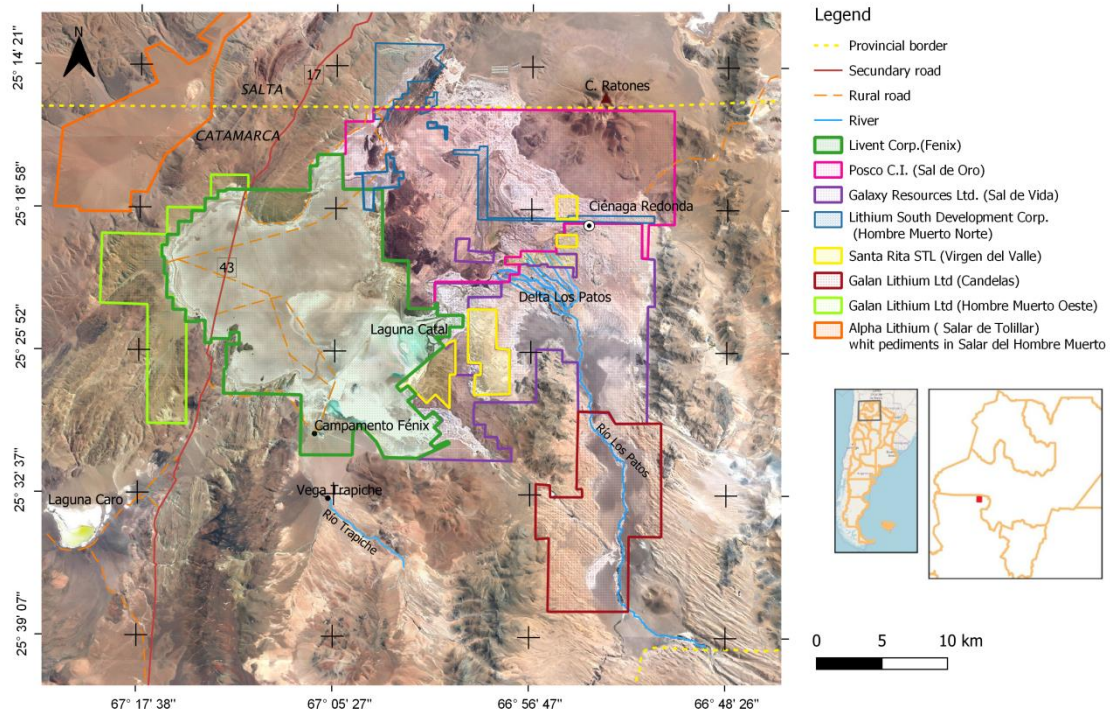 N
17
SALTA
CATAMARCA
C. Ratones
Ciénaga Redonda
43
Delta Los Patos
Laguna Catal
Campamento Fénix
Río Los Patos
Laguna Caro
Vega Trapiche
Río Trapiche
25° 14' 21"
25° 18' 58"
25° 25' 52"
25° 32' 37"
25° 39' 07"
67° 17' 38"
67° 05' 27"
66° 56' 47"
66° 48' 26"
Legend
Provincial border
Secundary road
Rural road
River
Livent Corp.(Fenix)
Posco C.I. (Sal de Oro)
Galaxy Resources Ltd. (Sal de Vida)
Lithium South Development Corp.
(Hombre Muerto Norte)
Santa Rita STL (Virgen del Valle)
Galan Lithium Ltd (Candelas)
Galan Lithium Ltd (Hombre Muerto Oeste)
Alpha Lithium ( Salar de Tolillar)
whit pediments in Salar del Hombre Muerto
0 5 10 km